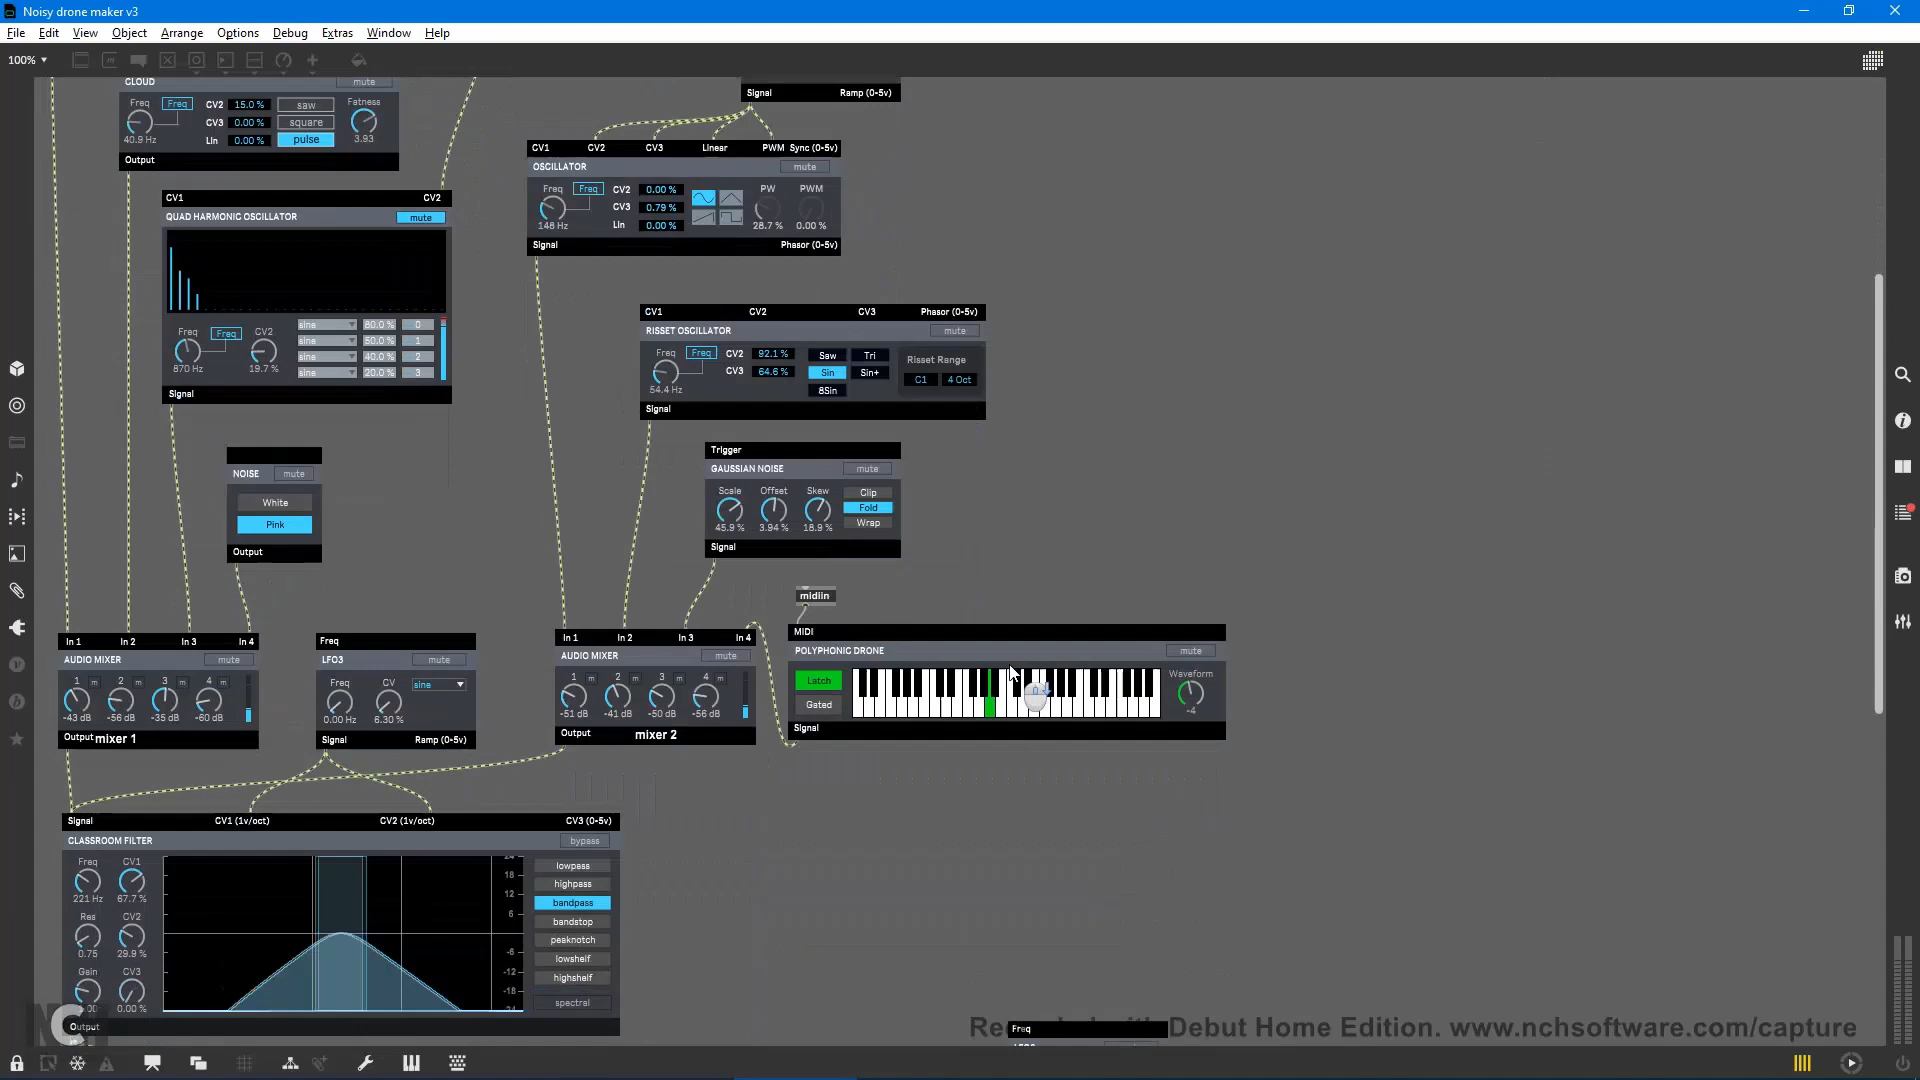 Noisy drone maker v3
File Edit View Object Arrange Options Debug Extras Window Help
100%
CLOUD mute
Freq Freq CV2 15.0 % saw Fatness
CV3 0.00 % square
40.9 Hz Lin 0.00 % pulse 3.93
Output
CV1 CV2
QUAD HARMONIC OSCILLATOR mute
Freq Freq CV2
870 Hz 19.7 %
sine 80.0 % 0
sine 50.0 % 1
sine 40.0 % 2
sine 20.0 % 3
Signal
NOISE mute
White
Pink
Output
Signal Ramp (0-5v)
CV1 CV2 CV3 Linear PWM Sync (0-5v)
OSCILLATOR mute
Freq Freq CV2 0.00 % PW PWM
CV3 0.79 %
148 Hz Lin 0.00 % 28.7 % 0.00 %
Signal Phasor (0-5v)
CV1 CV2 CV3 Phasor (0-5v)
RISSET OSCILLATOR mute
Freq Freq CV2 92.1 % Saw Tri Risset Range
CV3 64.6 % Sin Sin+ C1 4 Oct
54.4 Hz 8Sin
Signal
Trigger
GAUSSIAN NOISE mute
Scale Offset Skew Clip
Fold
45.9 % 3.94 % 18.9 % Wrap
Signal
midiin
In 1 In 2 In 3 In 4
AUDIO MIXER mute
1 m 2 m 3 m 4 m
-43 dB -56 dB -35 dB -60 dB
Output mixer 1
Freq
LFO3 mute
Freq CV sine
0.00 Hz 6.30 %
Signal Ramp (0-5v)
In 1 In 2 In 3 In 4
AUDIO MIXER mute
1 m 2 m 3 m 4 m
-51 dB -41 dB -50 dB -56 dB
Output mixer 2
MIDI
POLYPHONIC DRONE mute
Latch Waveform
Gated -4
Signal
Signal CV1 (1v/oct) CV2 (1v/oct) CV3 (0-5v)
CLASSROOM FILTER bypass
Freq CV1
221 Hz 67.7 %
Res CV2
0.75 29.9 %
Gain CV3
0.00 %
24
18
12
6
-6
-12
-18
-24
lowpass
highpass
bandpass
bandstop
peaknotch
lowshelf
highshelf
spectral
Output
Freq
Recorded with Debut Home Edition. www.nchsoftware.com/capture